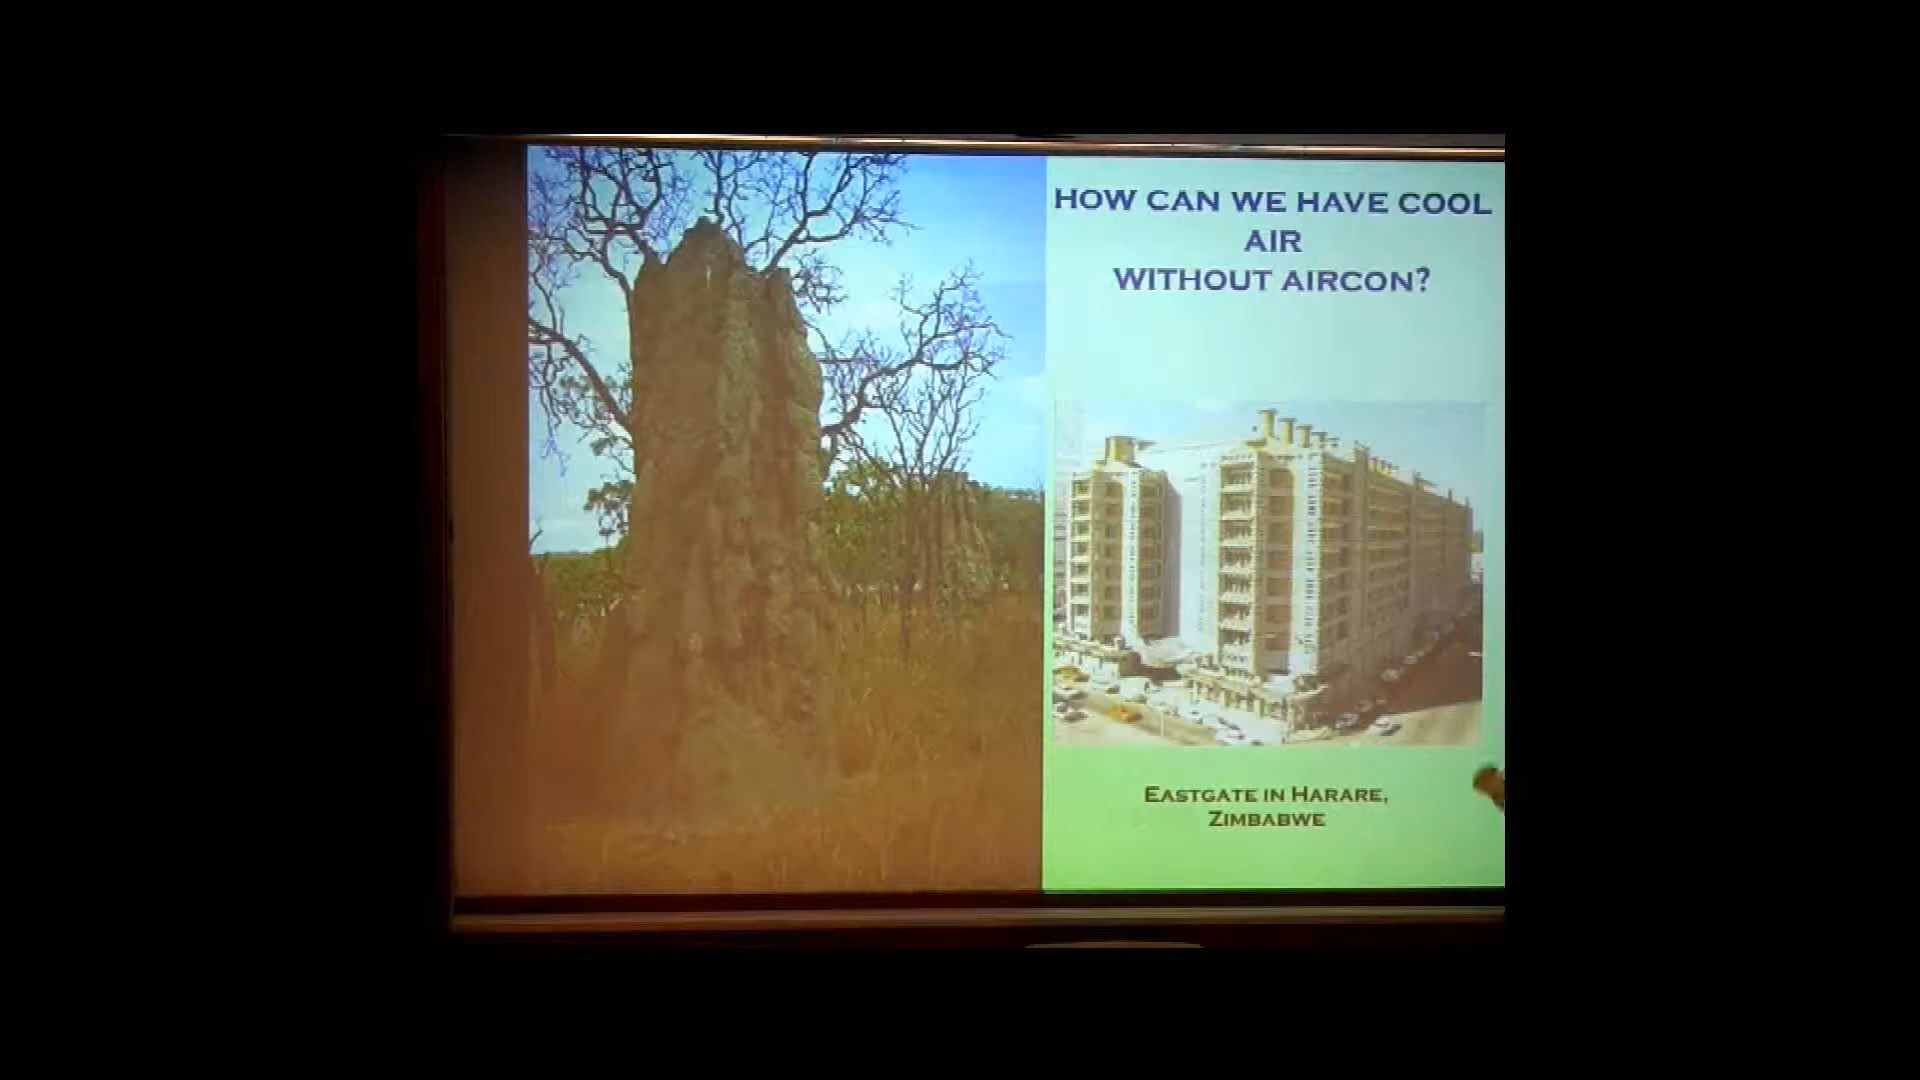 HOW CAN WE HAVE COOL
AIR
WITHOUT AIRCON?
EASTGATE IN HARARE,
ZIMBABWE